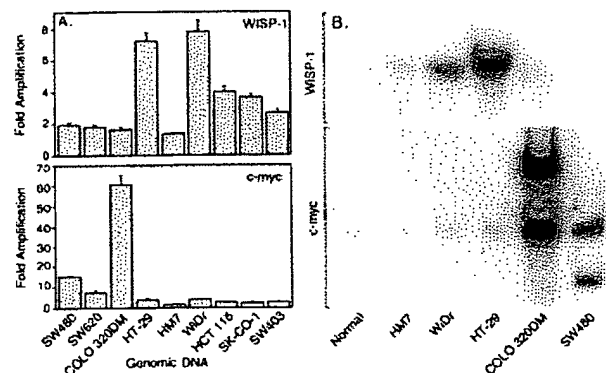 A.
WISP-1
Fold Amplification
8
6
4
2
0
c-myc
Fold Amplification
70
60
50
40
30
20
10
0
SW480
SW620
COLO 320DM
HT-29
HM7
WiDr
HCT 116
SK-CO-1
SW403
Genomic DNA
B.
WISP-1
c-myc
Normal
HM7
WiDr
HT-29
COLO 320DM
SW480